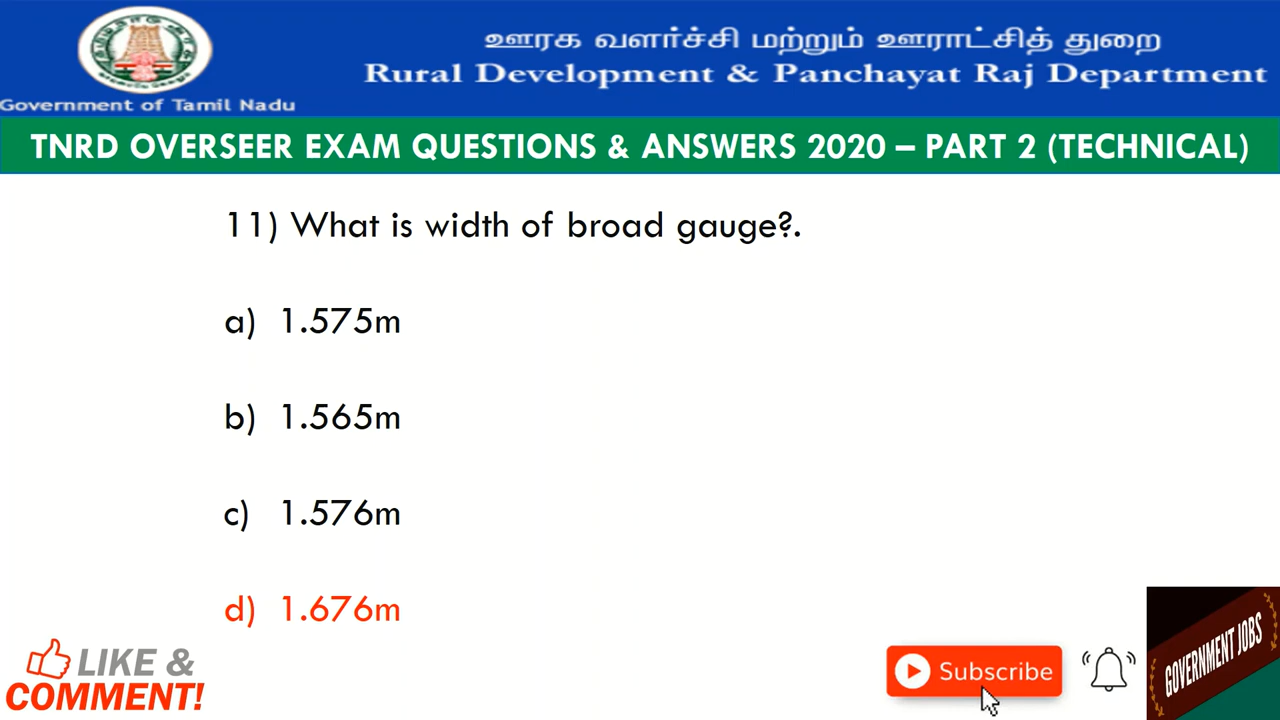 ஊரக வளர்ச்சி மற்றும் ஊராட்சித் துறை
Rural Development & Panchayat Raj Department
Government of Tamil Nadu
TNRD OVERSEER EXAM QUESTIONS & ANSWERS 2020 – PART 2 (TECHNICAL)
11) What is width of broad gauge?.
a) 1.575m
b) 1.565m
c) 1.576m
d) 1.676m
LIKE &
COMMENT!
Subscribe
GOVERNMENT JOBS